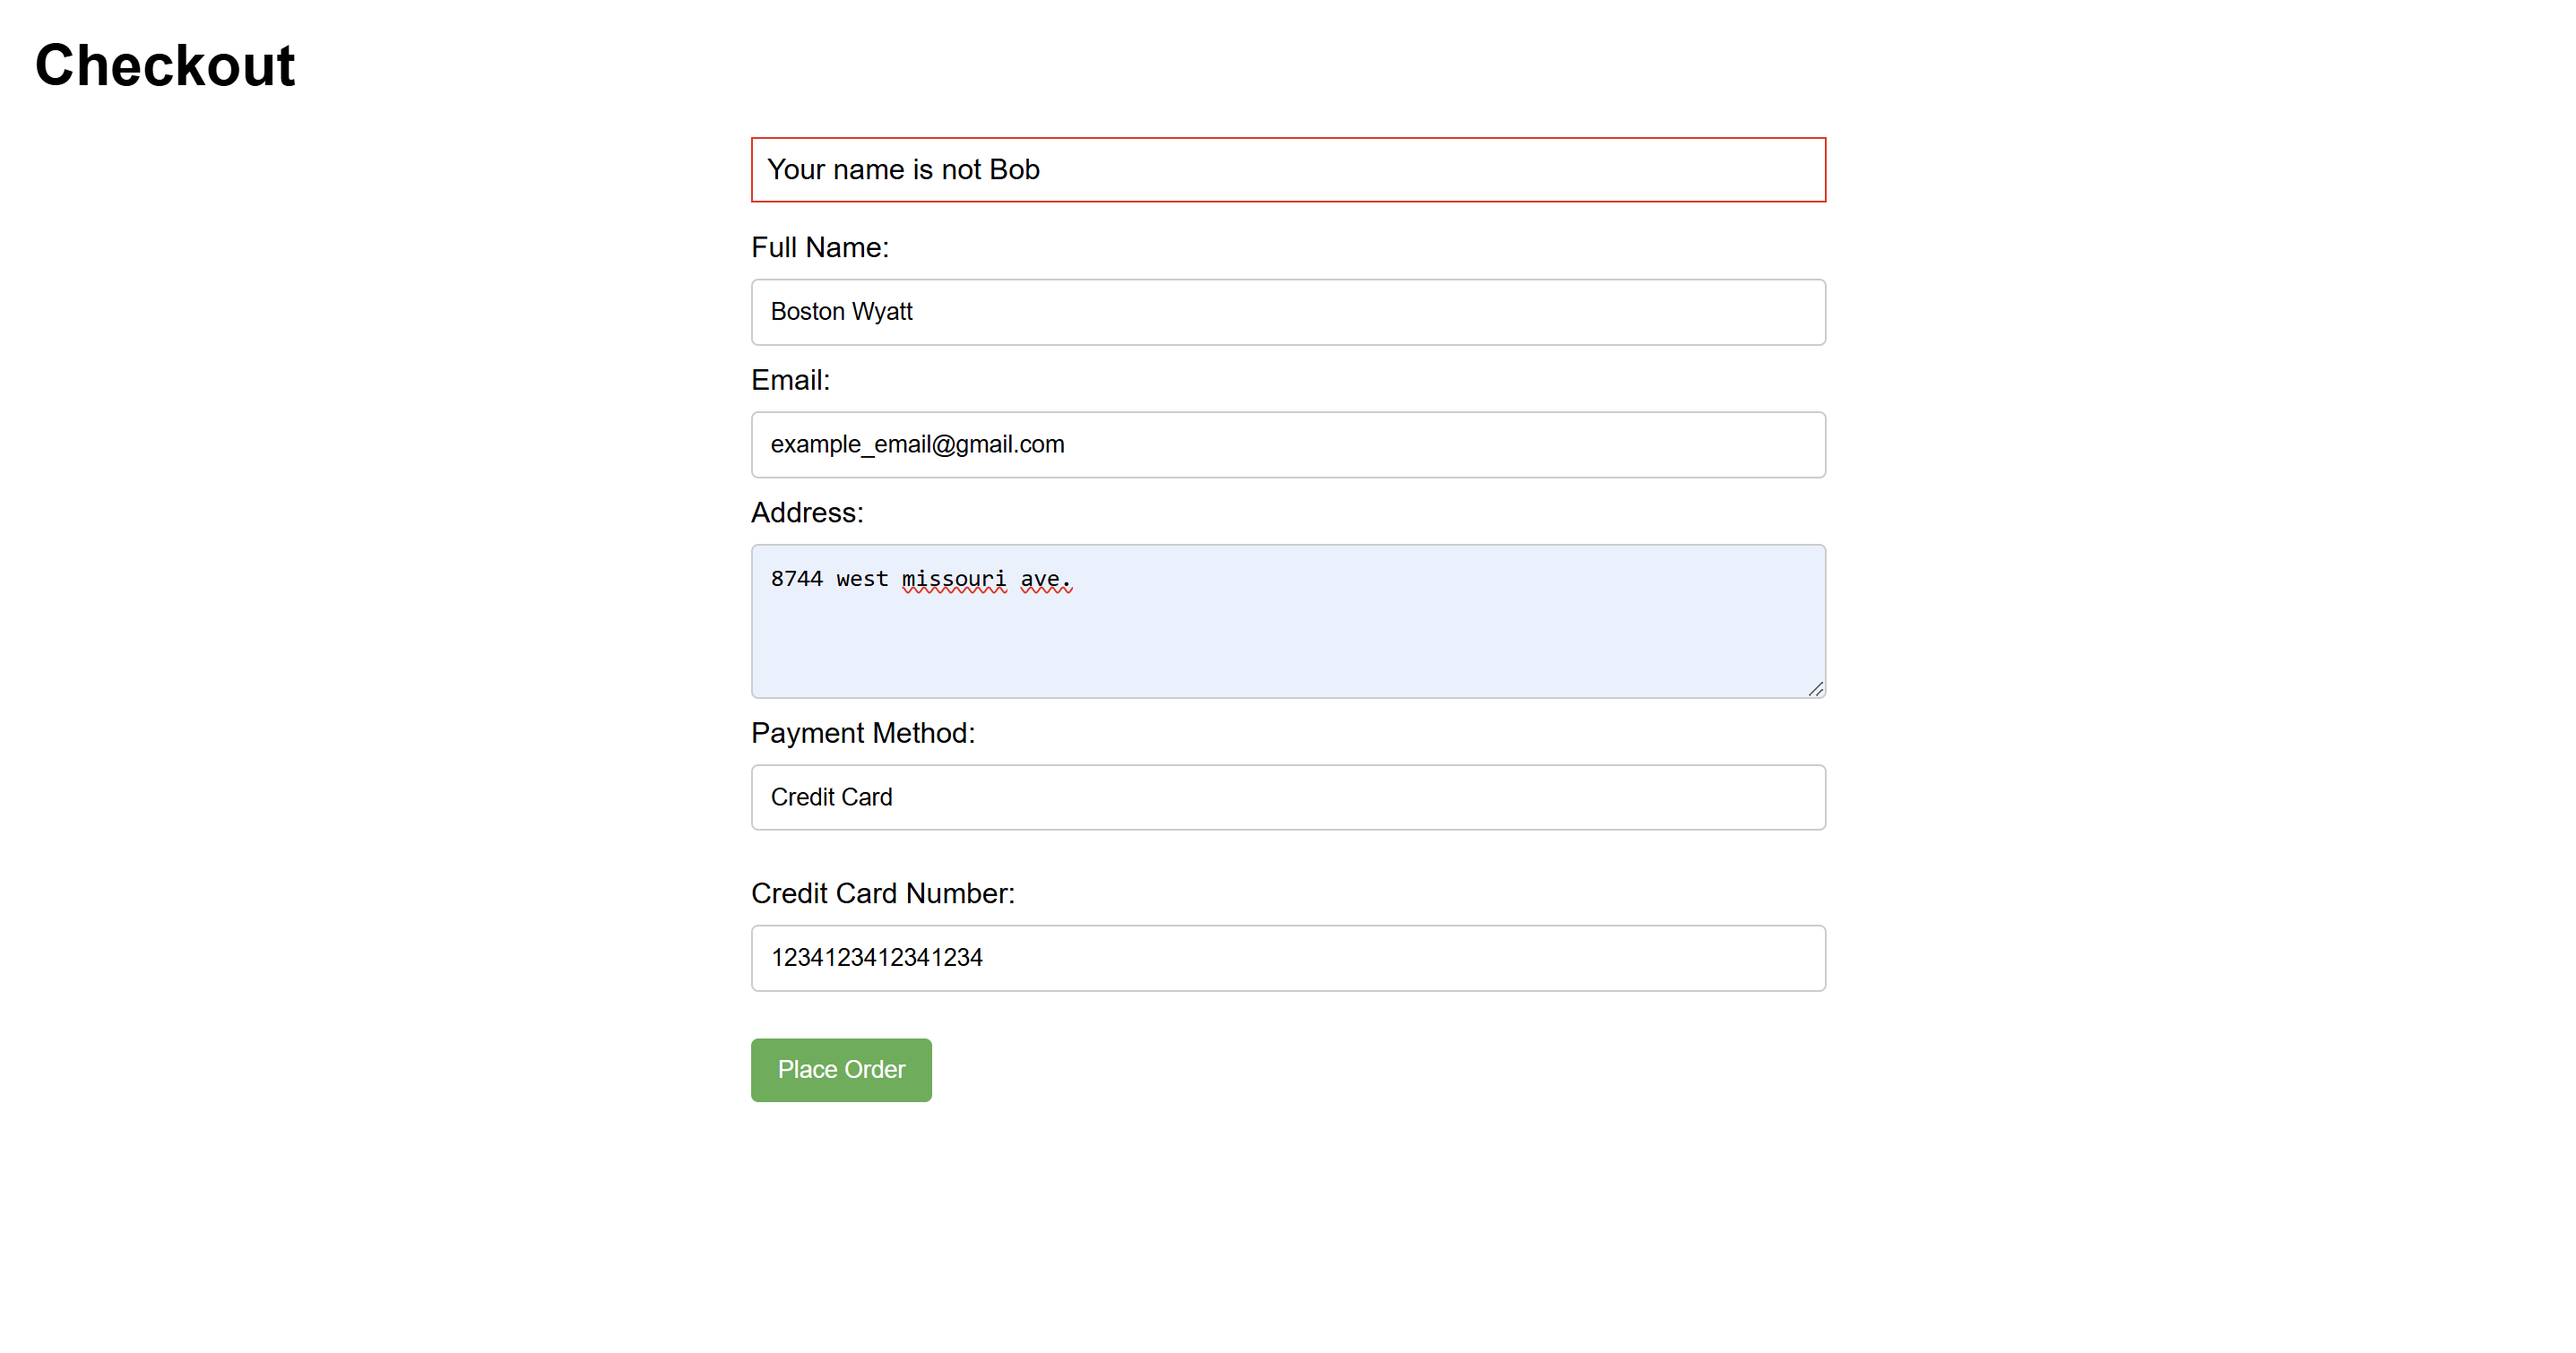 Checkout
Your name is not Bob
Full Name:
Boston Wyatt
Email:
example_email@gmail.com
Address:
8744 west missouri ave.
Payment Method:
Credit Card
Credit Card Number:
1234123412341234
Place Order